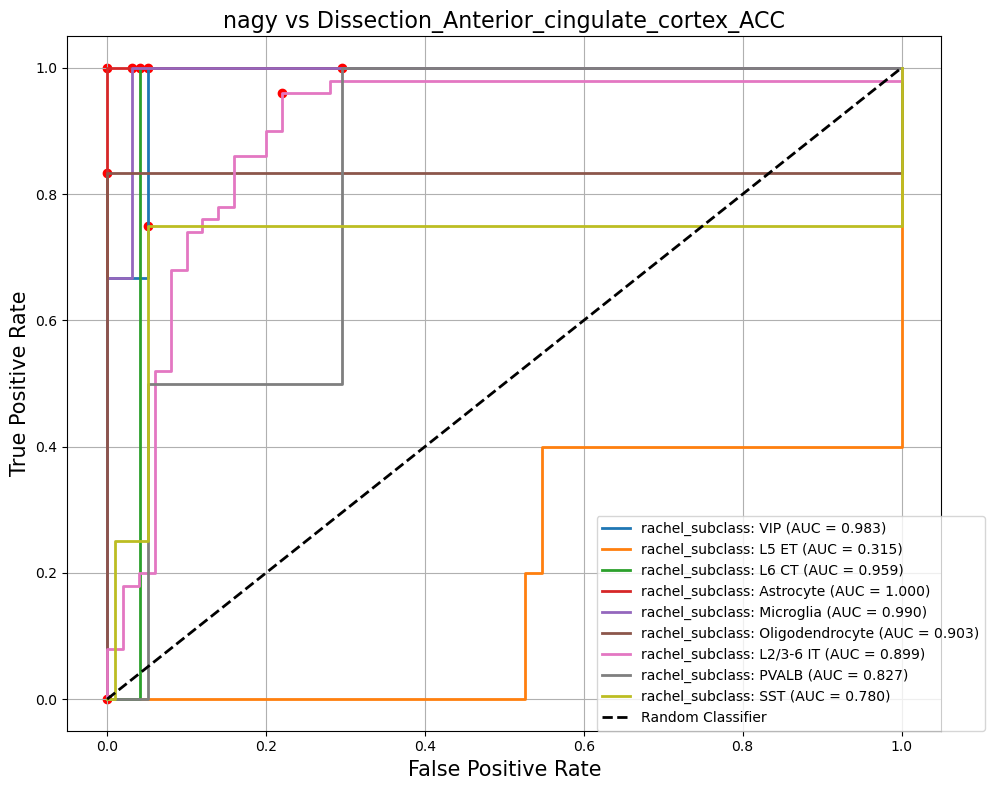 nagy vs Dissection_Anterior_cingulate_cortex_ACC
True Positive Rate
1.0
0.8
0.6
0.4
0.2
0.0
0.0 0.2 0.4 0.6 0.8 1.0
False Positive Rate
rachel_subclass: VIP (AUC = 0.983)
rachel_subclass: L5 ET (AUC = 0.315)
rachel_subclass: L6 CT (AUC = 0.959)
rachel_subclass: Astrocyte (AUC = 1.000)
rachel_subclass: Microglia (AUC = 0.990)
rachel_subclass: Oligodendrocyte (AUC = 0.903)
rachel_subclass: L2/3-6 IT (AUC = 0.899)
rachel_subclass: PVALB (AUC = 0.827)
rachel_subclass: SST (AUC = 0.780)
Random Classifier